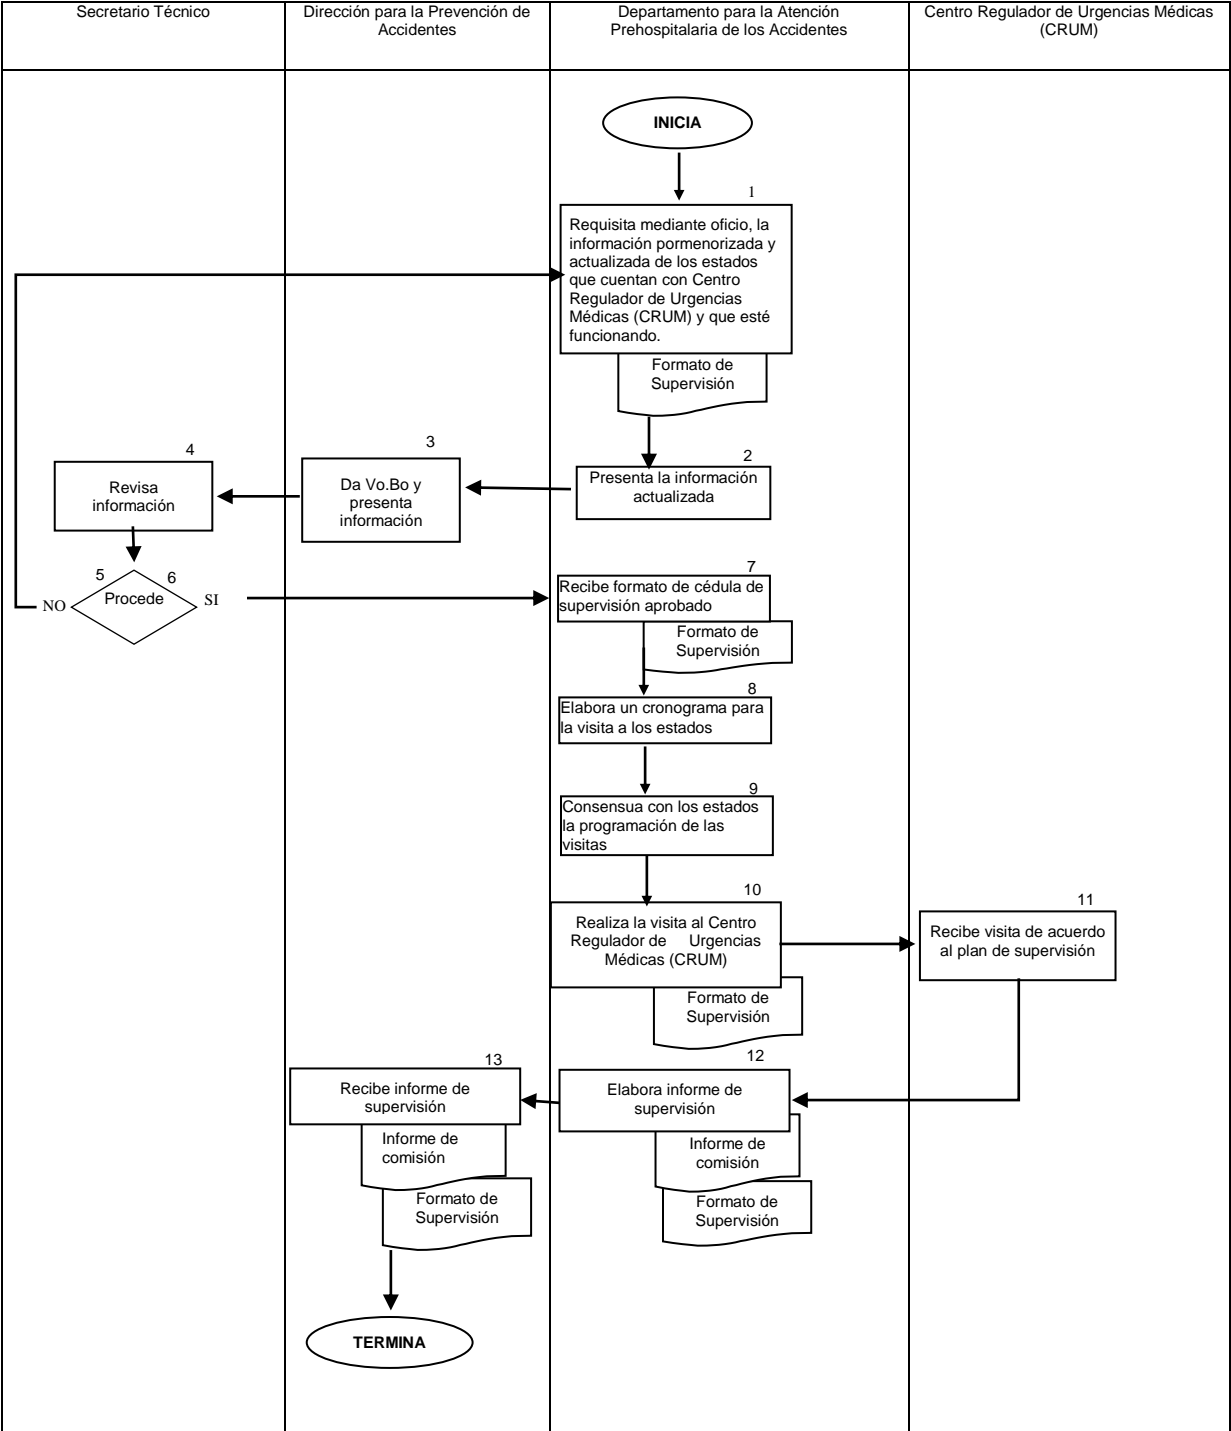 Secretario Técnico
Dirección para la Prevención de
Accidentes
Departamento para la Atención
Prehospitalaria de los Accidentes
Centro Regulador de Urgencias Médicas
(CRUM)
INICIA
1
Requisita mediante oficio, la
información pormenorizada y
actualizada de los estados
que cuentan con Centro
Regulador de Urgencias
Médicas (CRUM) y que esté
funcionando.
Formato de
Supervisión
2
Presenta la información
actualizada
3
Da Vo.Bo y
presenta
información
4
Revisa
información
5 6
NO Procede SI
7
Recibe formato de cédula de
supervisión aprobado
Formato de
Supervisión
8
Elabora un cronograma para
la visita a los estados
9
Consensua con los estados
la programación de las
visitas
10
Realiza la visita al Centro
Regulador de Urgencias
Médicas (CRUM)
Formato de
Supervisión
11
Recibe visita de acuerdo
al plan de supervisión
12
Elabora informe de
supervisión
Informe de
comisión
Formato de
Supervisión
13
Recibe informe de
supervisión
Informe de
comisión
Formato de
Supervisión
TERMINA